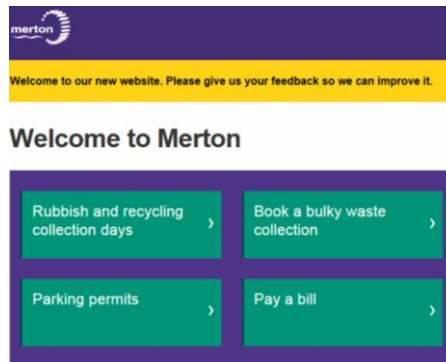 merton
Welcome to our new website. Please give us your feedback so we can improve it.
Welcome to Merton
Rubbish and recycling
collection days
Book a bulky waste
collection
Parking permits
Pay a bill